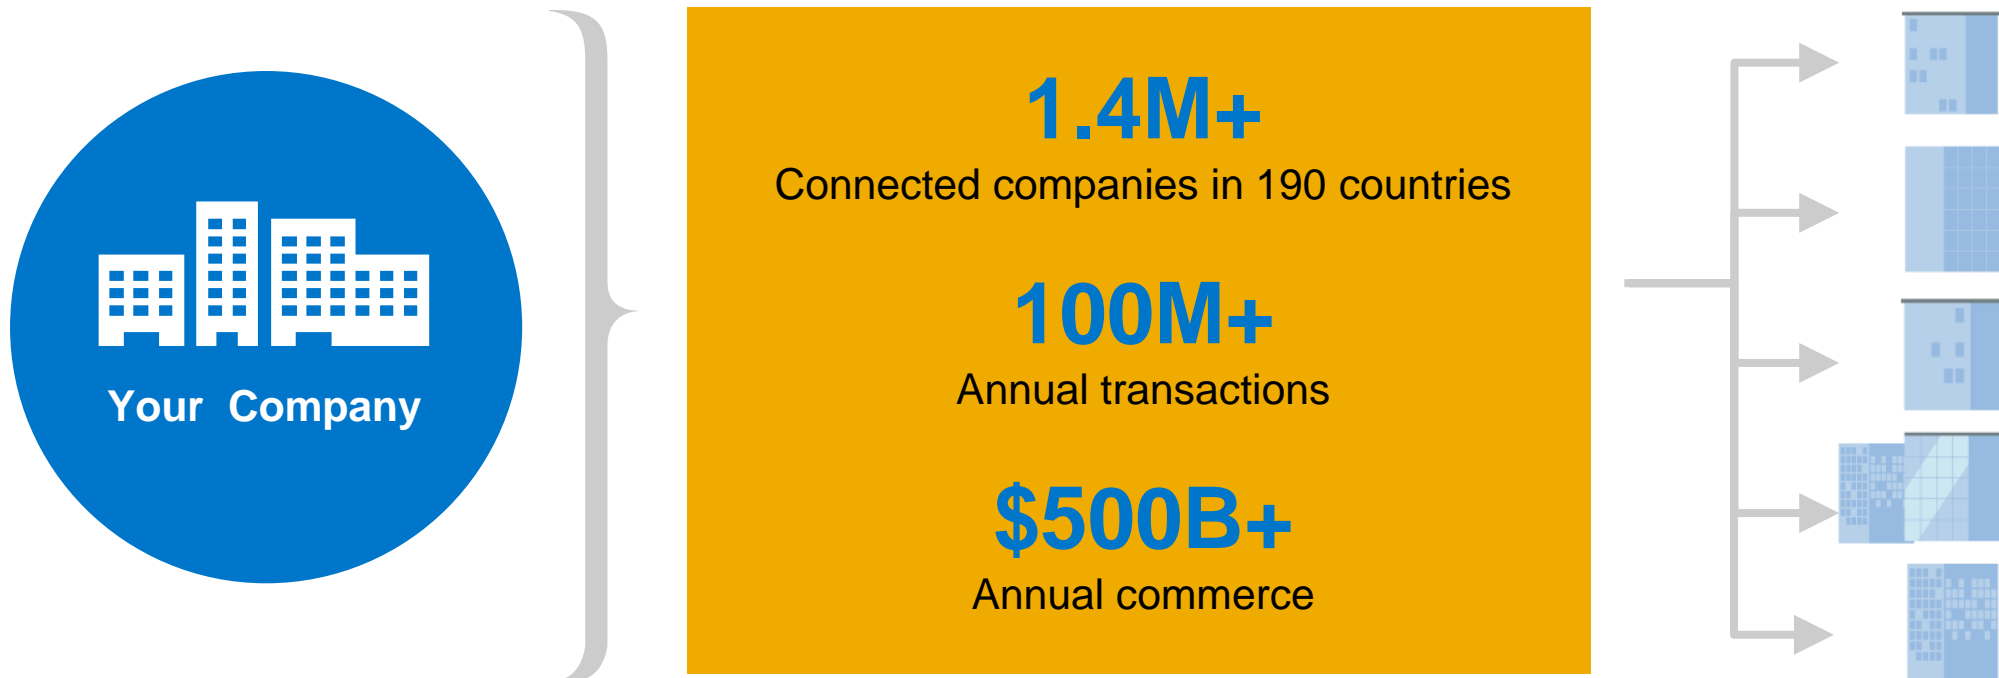 Your Company
1.4M+
Connected companies in 190 countries
100M+
Annual transactions
$500B+
Annual commerce